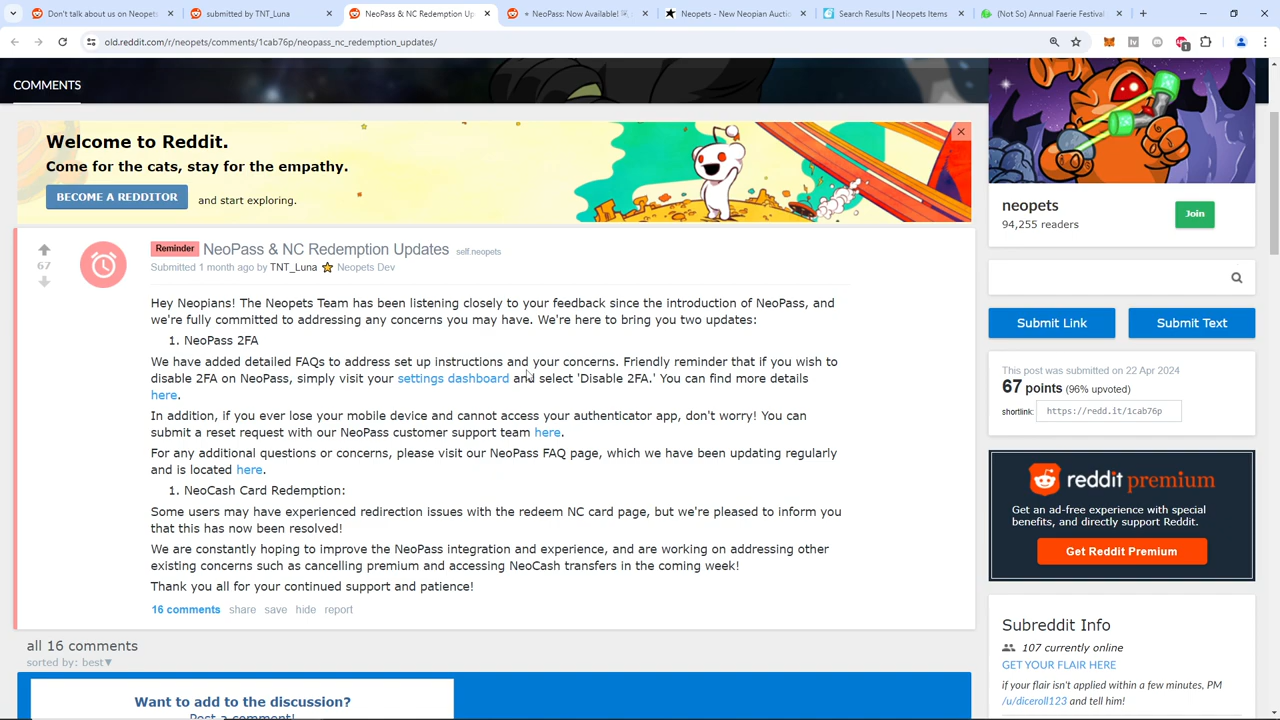 Don't talk about us on Neopets
submitted by TNT_Luna
NeoPass & NC Redemption Up
NeoPass: Now Available!
Neopets - New Neopian Aucti
Search Results | Neopets Items
(Not So) Annual Faerie Festival
old.reddit.com/r/neopets/comments/1cab76p/neopass_nc_redemption_updates/
COMMENTS
Welcome to Reddit.
Come for the cats, stay for the empathy.
BECOME A REDDITOR and start exploring.
67
Reminder NeoPass & NC Redemption Updates self.neopets
Submitted 1 month ago by TNT_Luna Neopets Dev
Hey Neopians! The Neopets Team has been listening closely to your feedback since the introduction of NeoPass, and
we're fully committed to addressing any concerns you may have. We're here to bring you two updates:
1. NeoPass 2FA
We have added detailed FAQs to address set up instructions and your concerns. Friendly reminder that if you wish to
disable 2FA on NeoPass, simply visit your settings dashboard and select 'Disable 2FA.' You can find more details
here.
In addition, if you ever lose your mobile device and cannot access your authenticator app, don't worry! You can
submit a reset request with our NeoPass customer support team here.
For any additional questions or concerns, please visit our NeoPass FAQ page, which we have been updating regularly
and is located here.
1. NeoCash Card Redemption:
Some users may have experienced redirection issues with the redeem NC card page, but we're pleased to inform you
that this has now been resolved!
We are constantly hoping to improve the NeoPass integration and experience, and are working on addressing other
existing concerns such as cancelling premium and accessing NeoCash transfers in the coming week!
Thank you all for your continued support and patience!
16 comments share save hide report
all 16 comments
sorted by: best▼
Want to add to the discussion?
Post a comment!
neopets
94,255 readers
Join
Submit Link
Submit Text
This post was submitted on 22 Apr 2024
67 points (96% upvoted)
shortlink: https://redd.it/1cab76p
reddit premium
Get an ad-free experience with special
benefits, and directly support Reddit.
Get Reddit Premium
Subreddit Info
107 currently online
GET YOUR FLAIR HERE
if your flair isn't applied within a few minutes, PM
/u/diceroll123 and tell him!